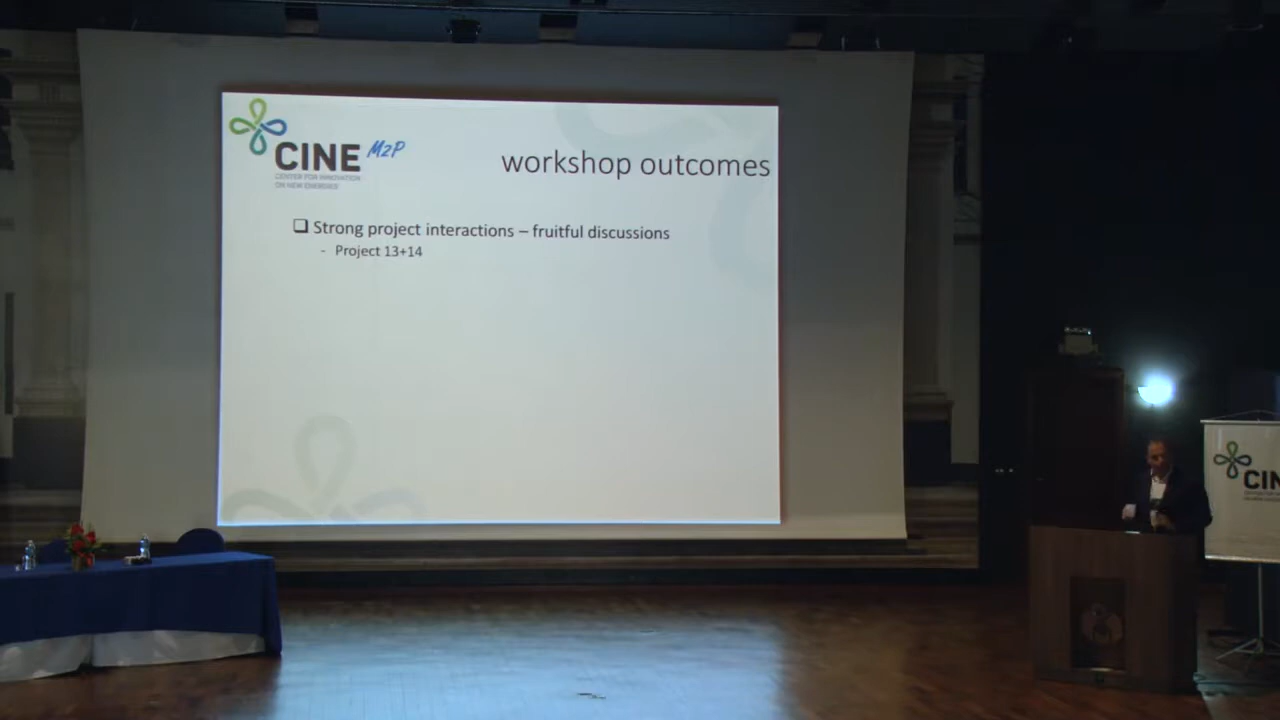 CINE M2P
CENTER FOR INNOVATION
ON NEW ENERGIES
workshop outcomes
❑ Strong project interactions – fruitful discussions
- Project 13+14
CIN